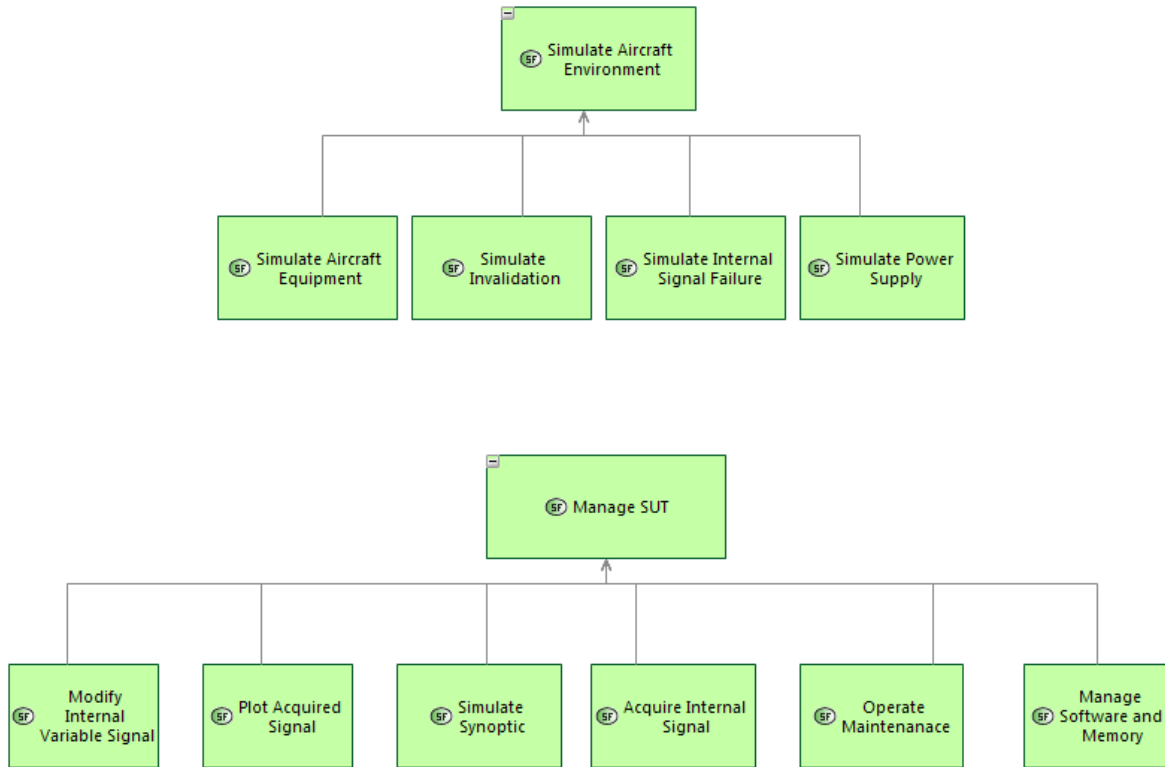 SF Simulate Aircraft
Environment
SF Simulate Aircraft
Equipment
SF Simulate
Invalidation
SF Simulate Internal
Signal Failure
SF Simulate Power
Supply
SF Manage SUT
Modify
SF Internal
Variable Signal
SF Plot Acquired
Signal
SF Simulate
Synoptic
SF Acquire Internal
Signal
SF Operate
Maintenanace
Manage
SF Software and
Memory